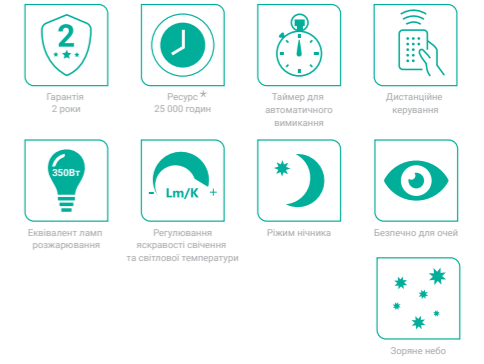 2
Гарантія
2 роки
Ресурс *
25 000 годин
Таймер для
автоматичного
вимикання
Дистанційне
керування
350Вт
Еквівалент ламп
розжарювання
- Lm/K +
Регулювання
яскравості свічення
та світлової температури
Ріжим нічника
Безпечно для очей
Зоряне небо